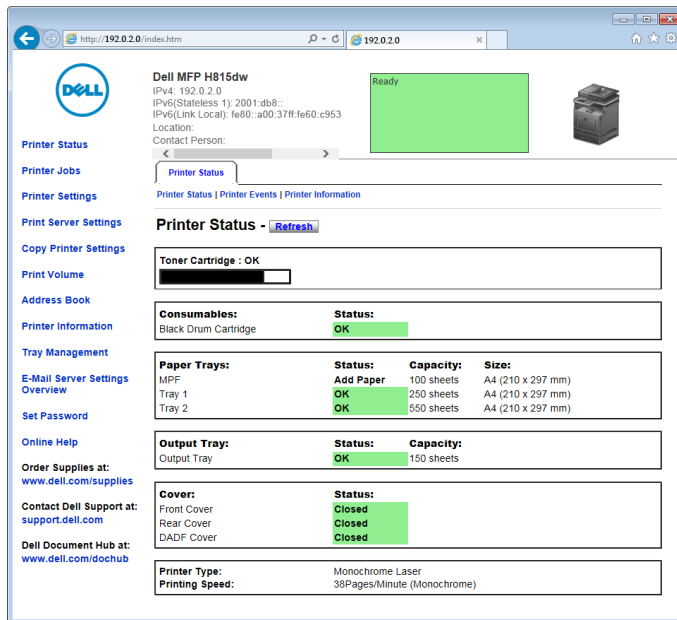 http://192.0.2.0/index.htm
192.0.2.0
DELL
Dell MFP H815dw
IPv4: 192.0.2.0
IPv6(Stateless 1): 2001:db8::
IPv6(Link Local): fe80::a00:37ff:fe60:c953
Location:
Contact Person:
Ready
Printer Status
Printer Jobs
Printer Settings
Print Server Settings
Copy Printer Settings
Print Volume
Address Book
Printer Information
Tray Management
E-Mail Server Settings
Overview
Set Password
Online Help
Order Supplies at:
www.dell.com/supplies
Contact Dell Support at:
support.dell.com
Dell Document Hub at:
www.dell.com/dochub
Printer Status
Printer Status | Printer Events | Printer Information
Printer Status - Refresh
Toner Cartridge : OK
Consumables: Status:
Black Drum Cartridge OK
Paper Trays: Status: Capacity: Size:
MPF Add Paper 100 sheets A4 (210 x 297 mm)
Tray 1 OK 250 sheets A4 (210 x 297 mm)
Tray 2 OK 550 sheets A4 (210 x 297 mm)
Output Tray: Status: Capacity:
Output Tray OK 150 sheets
Cover: Status:
Front Cover Closed
Rear Cover Closed
DADF Cover Closed
Printer Type: Monochrome Laser
Printing Speed: 38Pages/Minute (Monochrome)